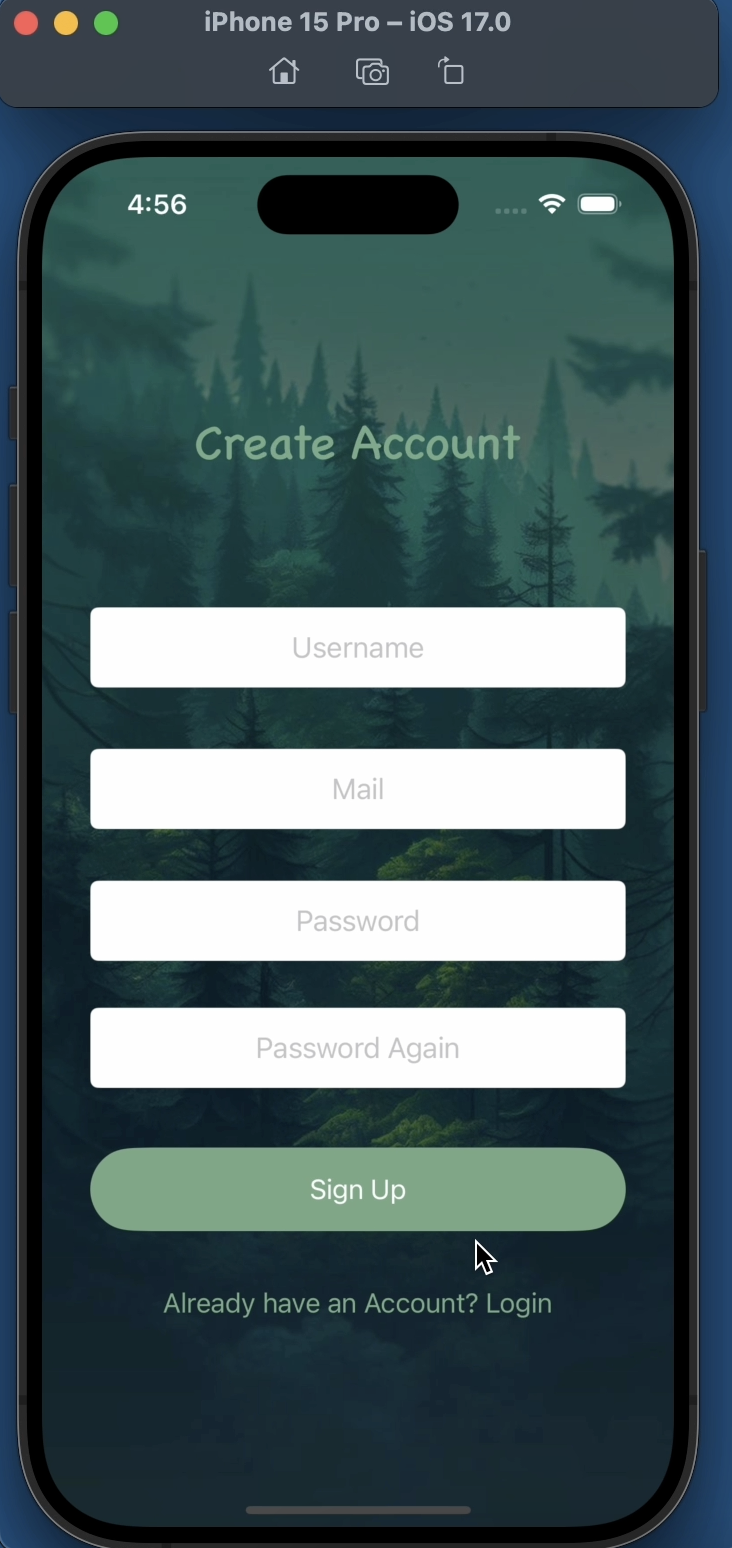 iPhone 15 Pro – iOS 17.0
4:56
Create Account
Username
Mail
Password
Password Again
Sign Up
Already have an Account? Login